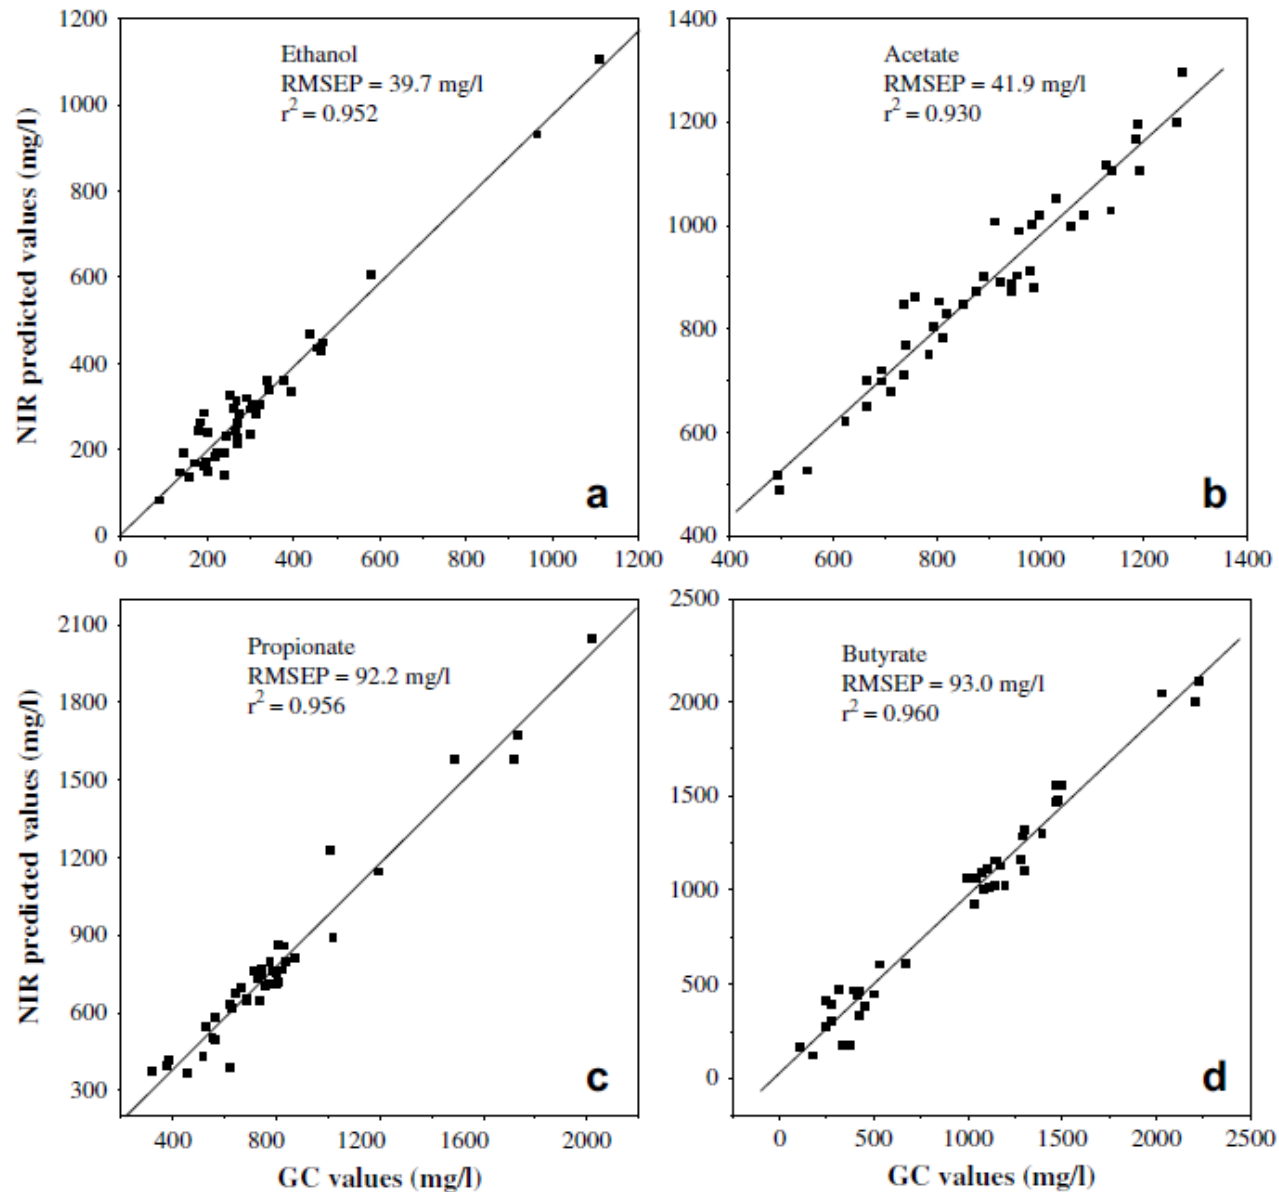 1200
1000
800
600
400
200
0
0 200 400 600 800 1000 1200
NIR predicted values (mg/l)
Ethanol
RMSEP = 39.7 mg/l
r² = 0.952
a
1400
1200
1000
800
600
400
400 600 800 1000 1200 1400
Acetate
RMSEP = 41.9 mg/l
r² = 0.930
b
2100
1800
1500
1200
900
600
300
400 800 1200 1600 2000
NIR predicted values (mg/l)
GC values (mg/l)
Propionate
RMSEP = 92.2 mg/l
r² = 0.956
c
2500
2000
1500
1000
500
0
0 500 1000 1500 2000 2500
GC values (mg/l)
Butyrate
RMSEP = 93.0 mg/l
r² = 0.960
d